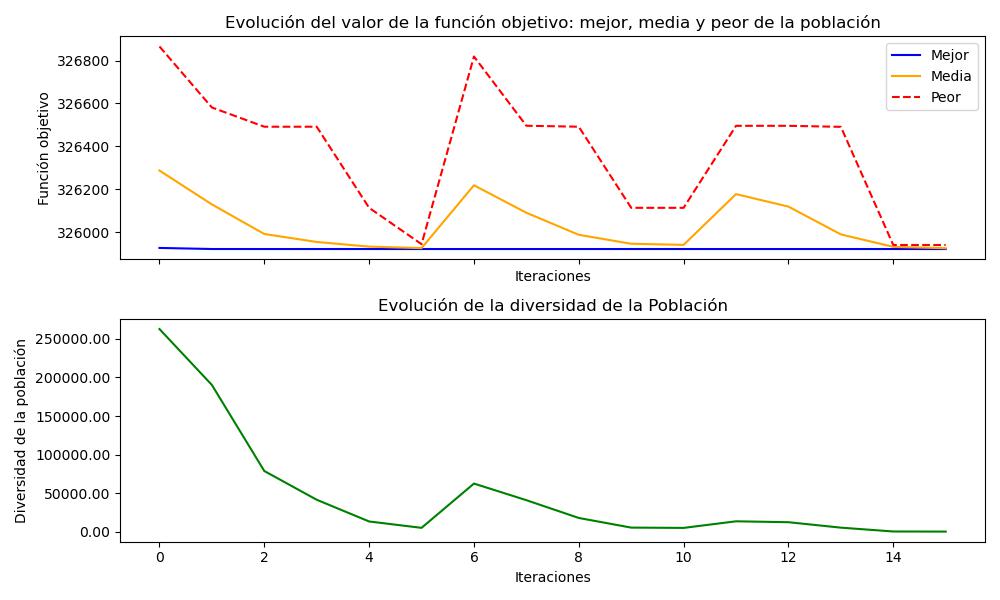 Evolución del valor de la función objetivo: mejor, media y peor de la población
Función objetivo
326800
326600
326400
326200
326000
Mejor
Media
Peor
Iteraciones
Evolución de la diversidad de la Población
Diversidad de la población
250000.00
200000.00
150000.00
100000.00
50000.00
0.00
0 2 4 6 8 10 12 14
Iteraciones